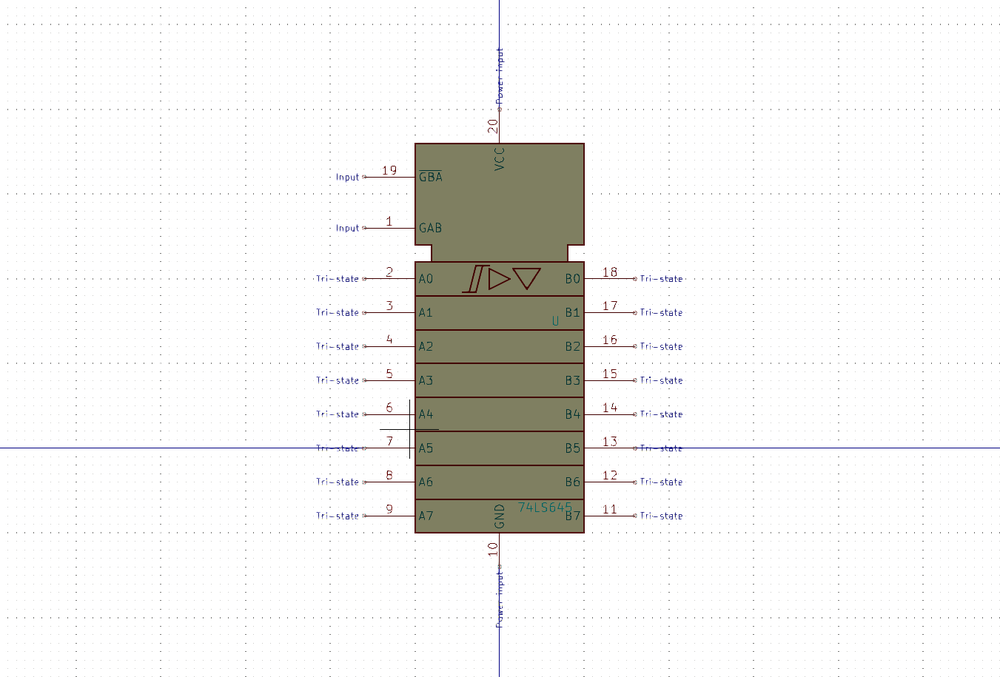 Power input
20
VCC
Input 19 GBA
Input 1 GAB
Tri-state 2 A0 B0 18 Tri-state
Tri-state 3 A1 B1 17 Tri-state
U
Tri-state 4 A2 B2 16 Tri-state
Tri-state 5 A3 B3 15 Tri-state
Tri-state 6 A4 B4 14 Tri-state
Tri-state 7 A5 B5 13 Tri-state
Tri-state 8 A6 B6 12 Tri-state
74LS645
Tri-state 9 A7 B7 11 Tri-state
GND
10
Power input